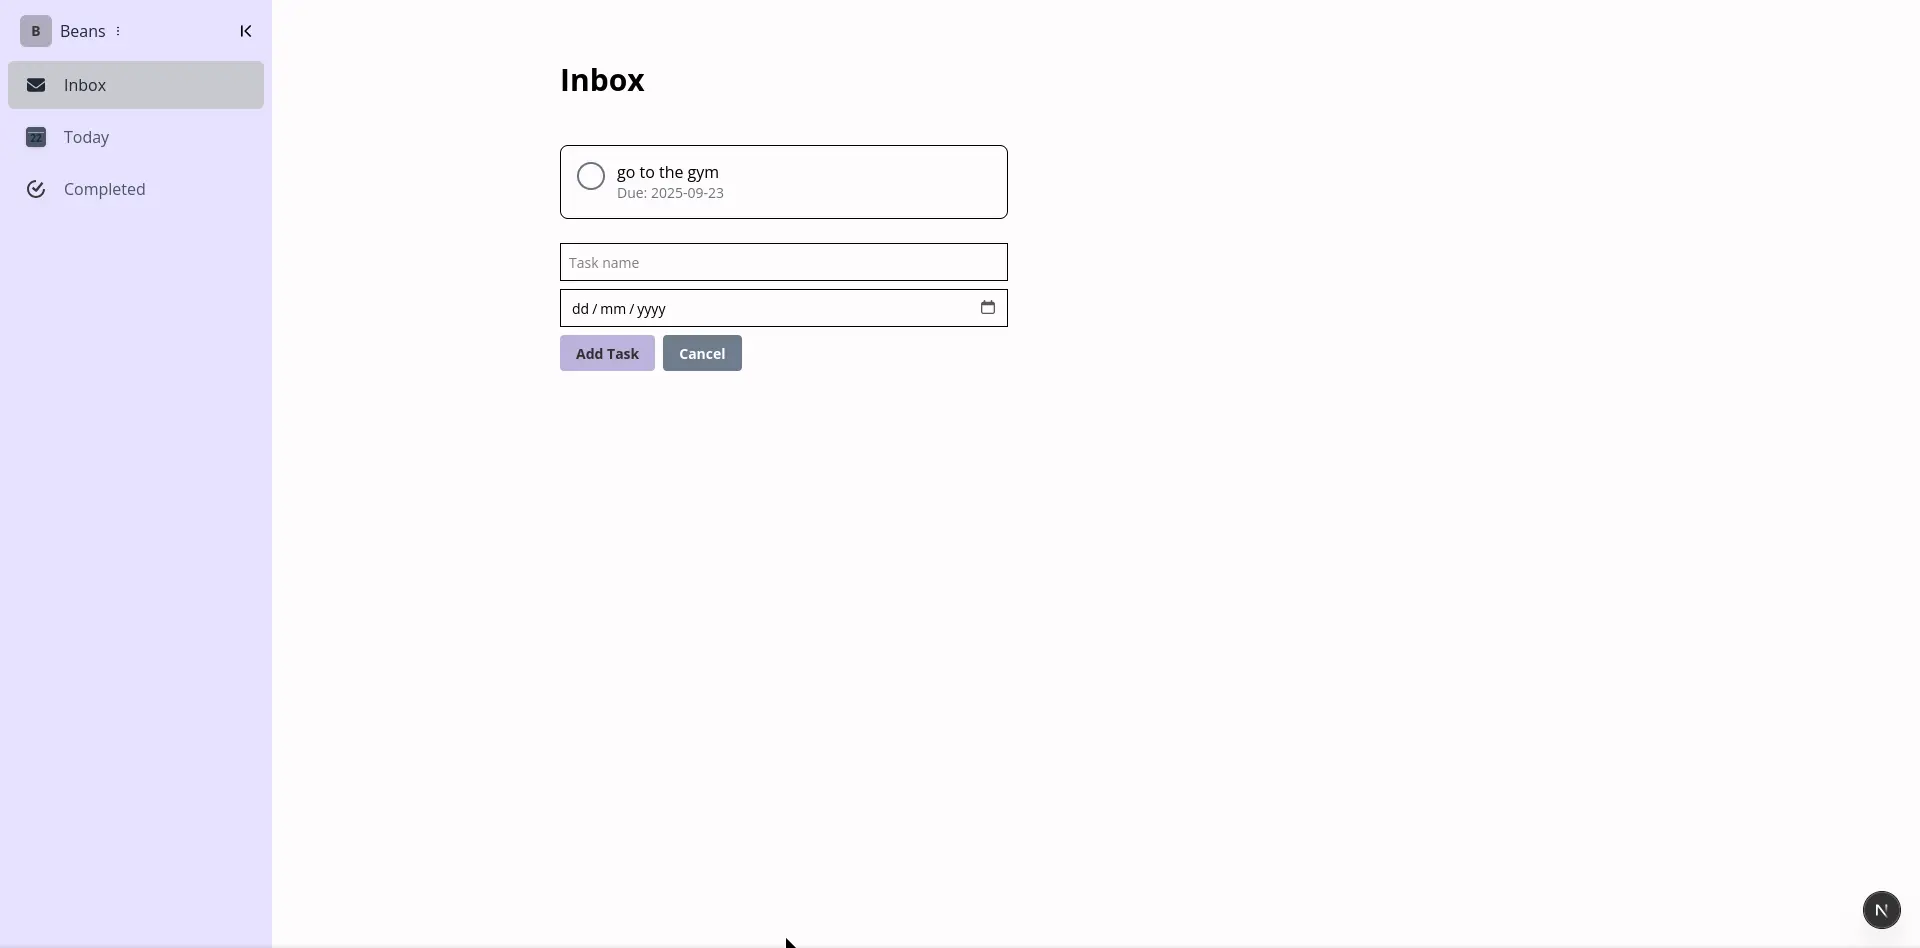 B Beans
Inbox
22 Today
Completed
Inbox
go to the gym
Due: 2025-09-23
Task name
dd / mm / yyyy
Add Task Cancel
N